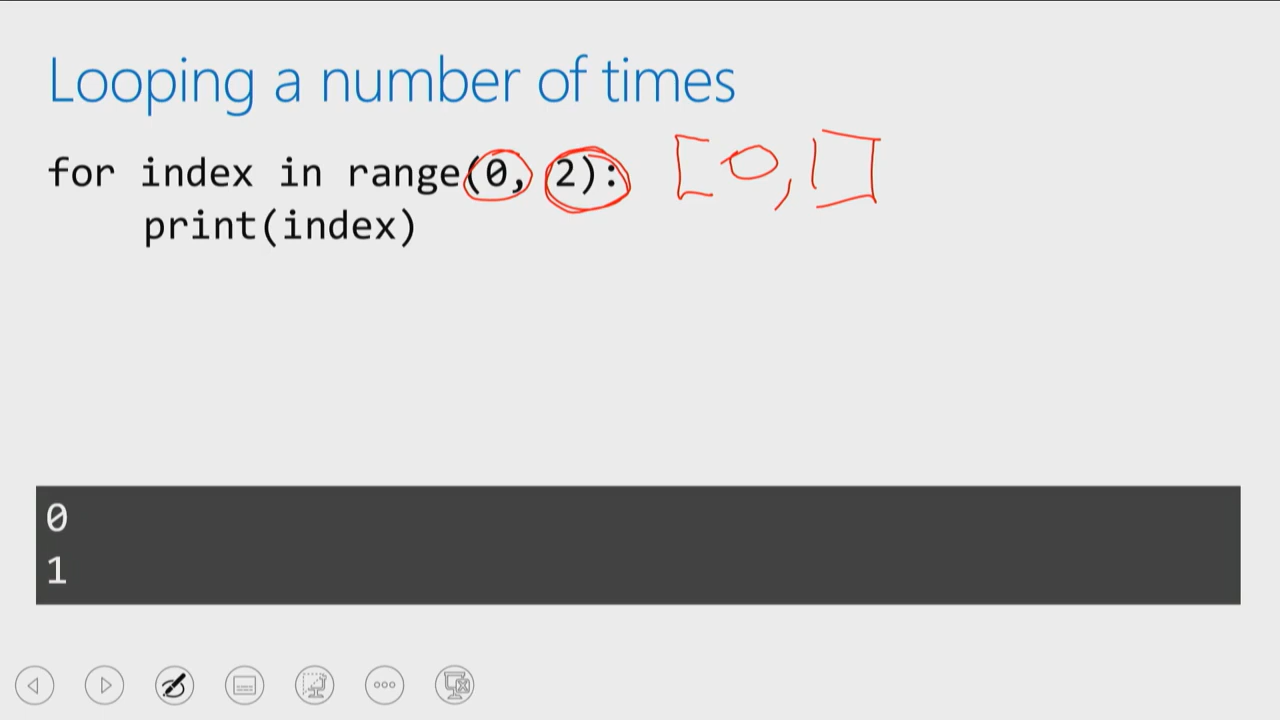 Looping a number of times
for index in range(0, 2): [0,1]
    print(index)
0
1